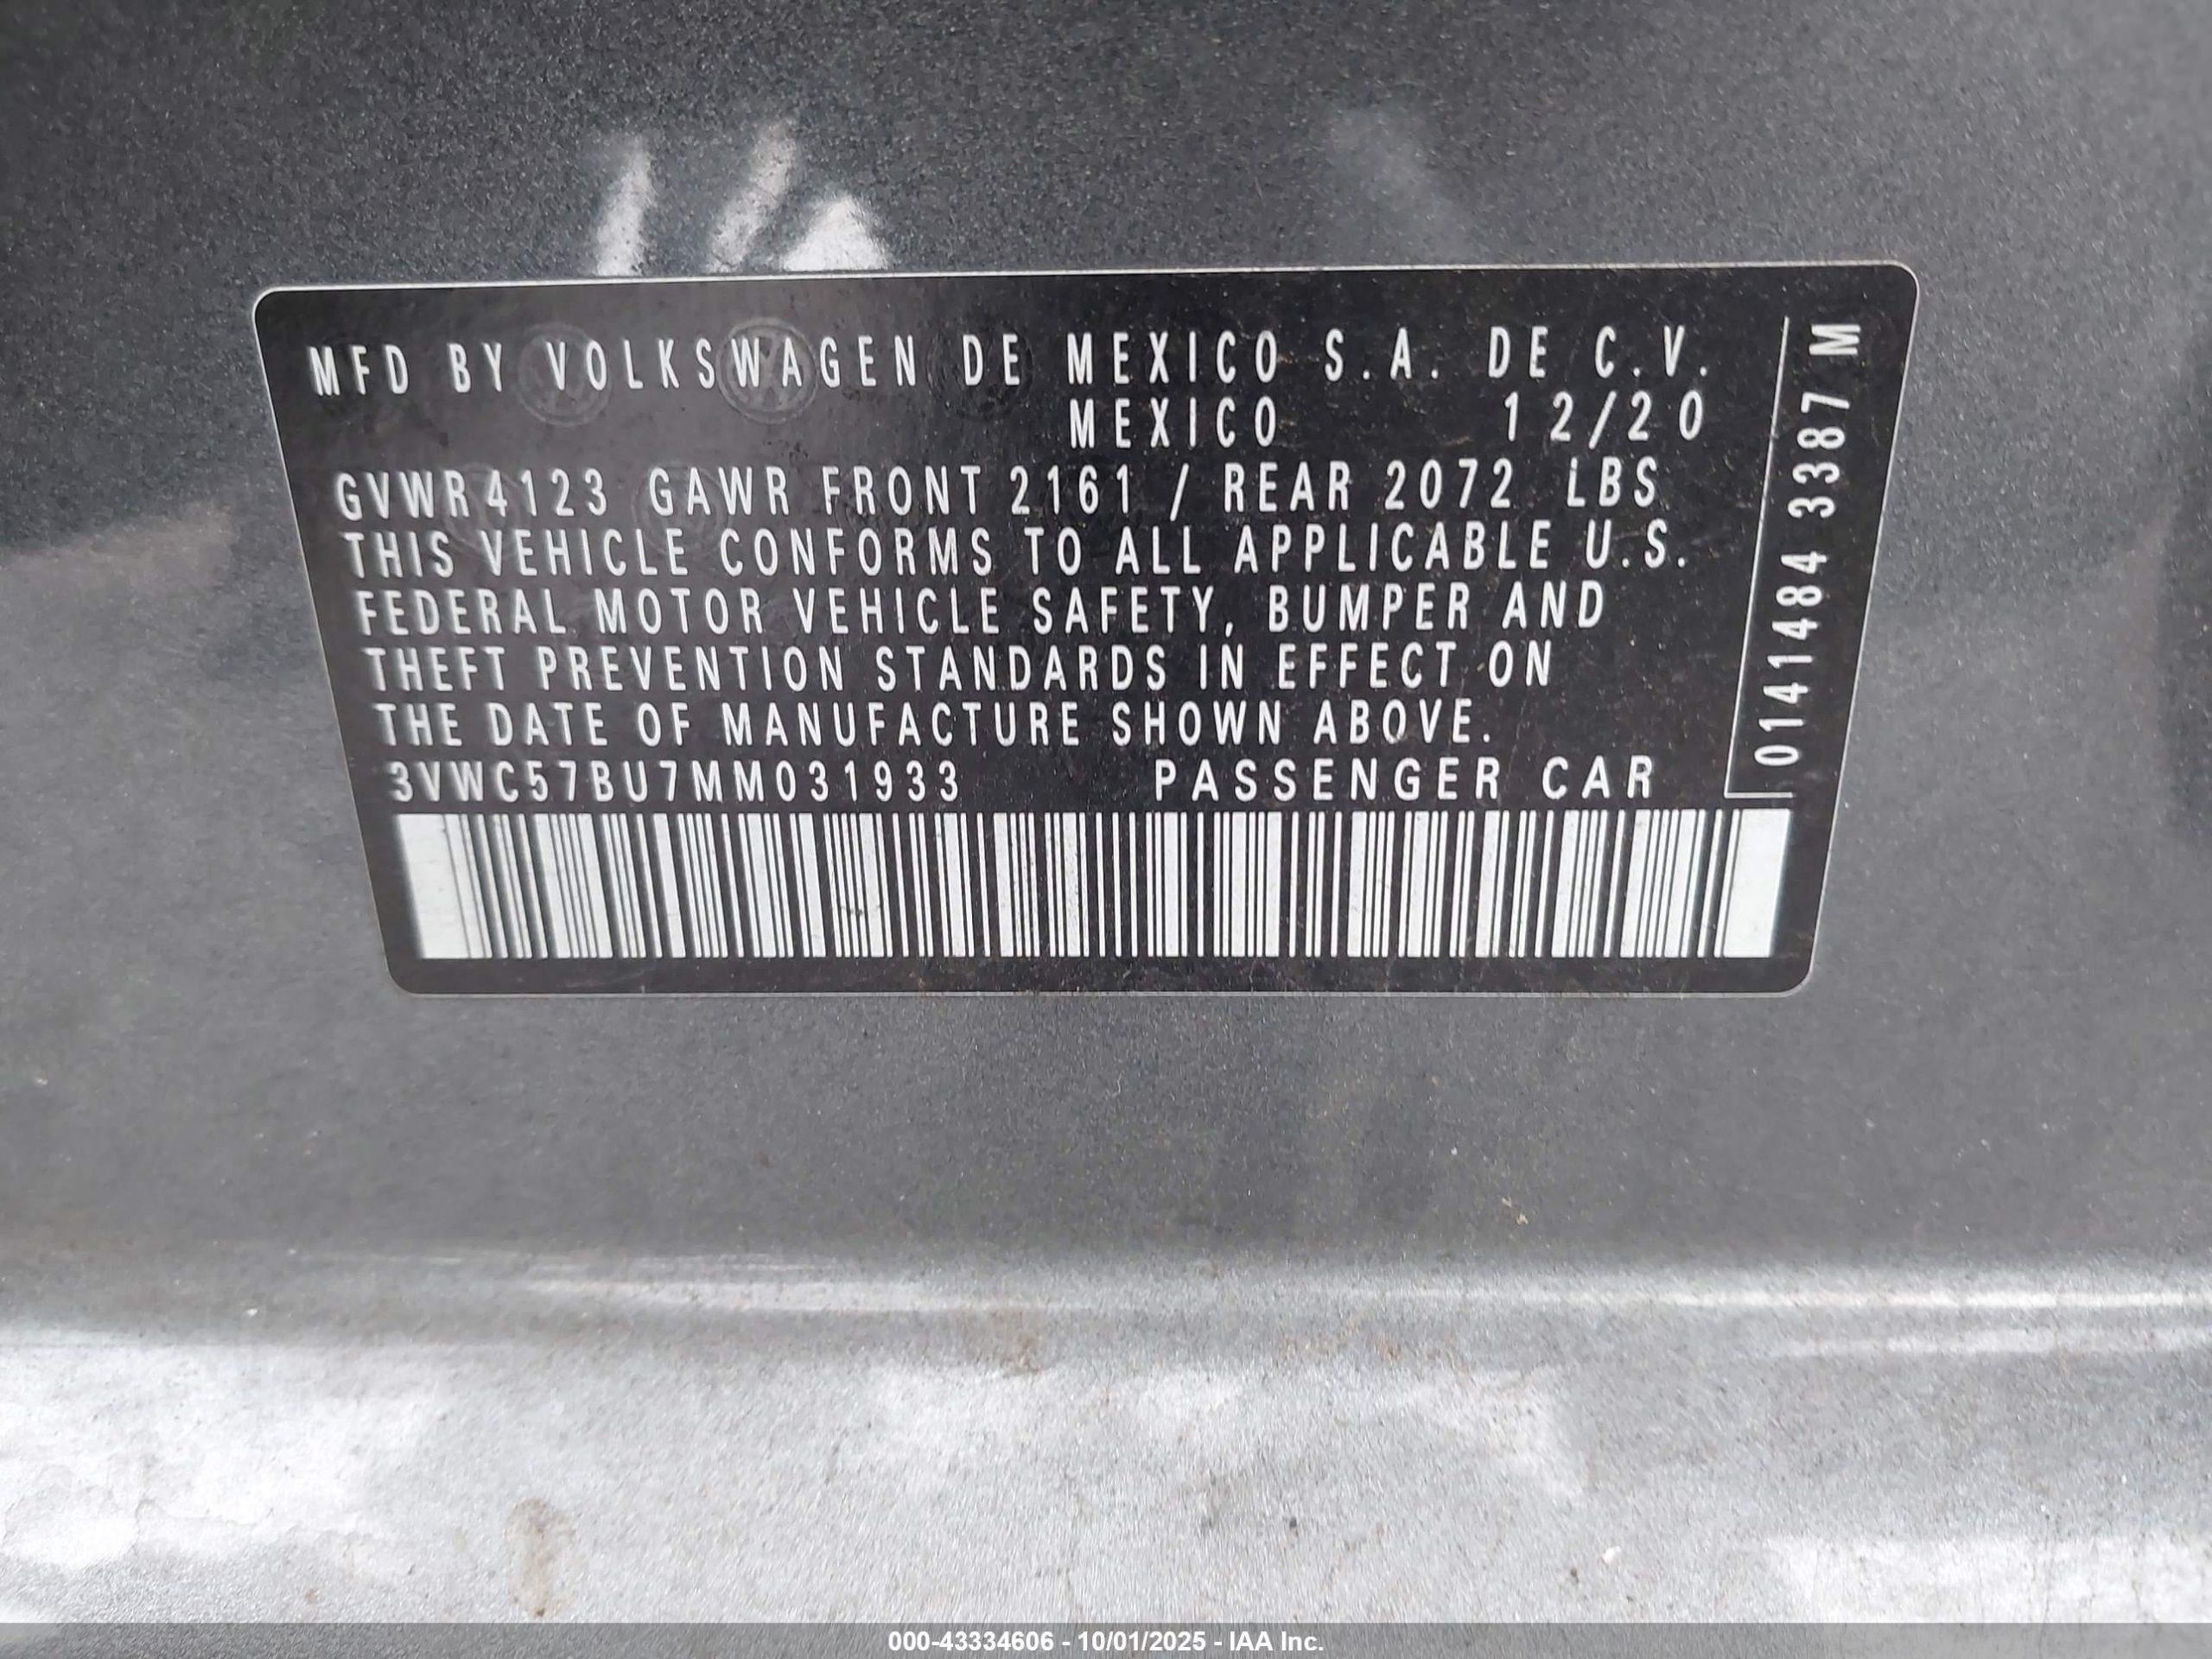 MFD BY VOLKSWAGEN DE MEXICO S.A. DE C.V.
MEXICO 12/20
GVWR 4123 GAWR FRONT 2161 / REAR 2072 LBS
THIS VEHICLE CONFORMS TO ALL APPLICABLE U.S.
FEDERAL MOTOR VEHICLE SAFETY, BUMPER AND
THEFT PREVENTION STANDARDS IN EFFECT ON
THE DATE OF MANUFACTURE SHOWN ABOVE.
3VWC57BU7MM031933 PASSENGER CAR
0141484 3387 M
000-43334606 - 10/01/2025 - IAA Inc.